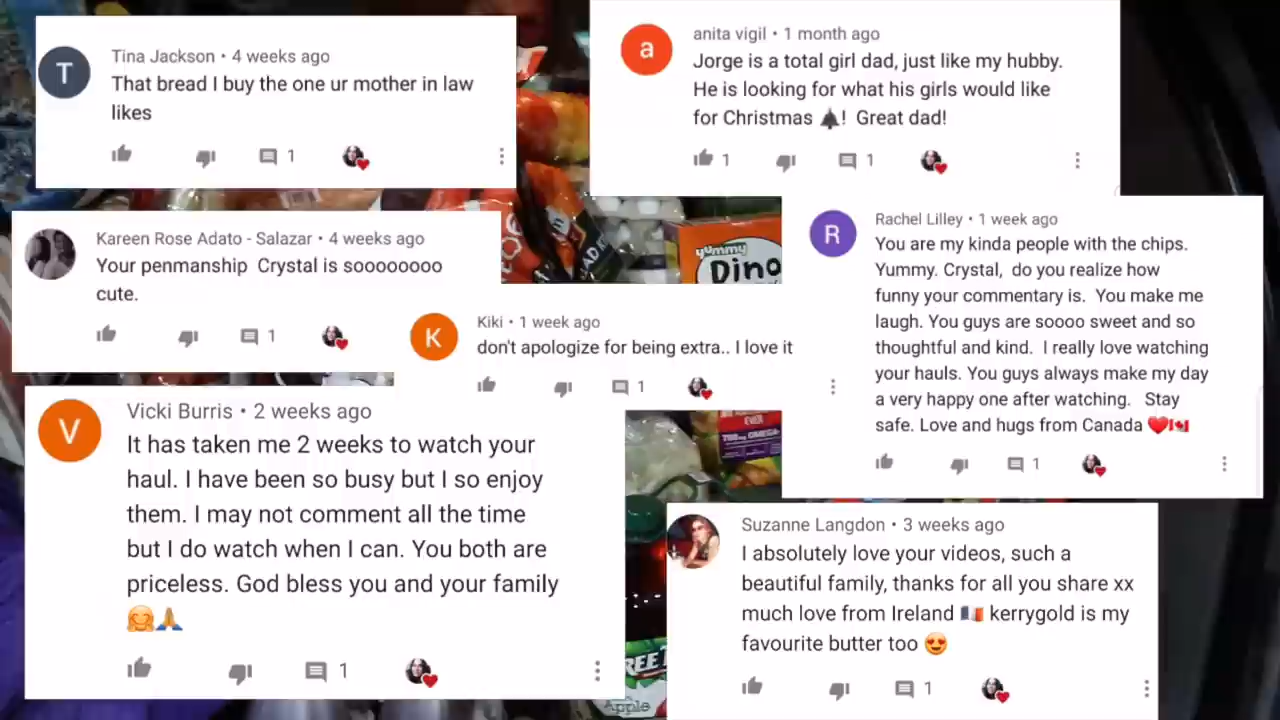 Tina Jackson • 4 weeks ago
That bread I buy the one ur mother in law
likes
1
anita vigil • 1 month ago
Jorge is a total girl dad, just like my hubby.
He is looking for what his girls would like
for Christmas 🎄! Great dad!
1 1
Kareen Rose Adato - Salazar • 4 weeks ago
Your penmanship Crystal is soooooooo
cute.
1
Rachel Lilley • 1 week ago
You are my kinda people with the chips.
Yummy. Crystal, do you realize how
funny your commentary is. You make me
laugh. You guys are soooo sweet and so
thoughtful and kind. I really love watching
your hauls. You guys always make my day
a very happy one after watching. Stay
safe. Love and hugs from Canada ❤️🇨🇦
1
Kiki • 1 week ago
don't apologize for being extra.. I love it
1
Vicki Burris • 2 weeks ago
It has taken me 2 weeks to watch your
haul. I have been so busy but I so enjoy
them. I may not comment all the time
but I do watch when I can. You both are
priceless. God bless you and your family
🤗🙏
1
Suzanne Langdon • 3 weeks ago
I absolutely love your videos, such a
beautiful family, thanks for all you share xx
much love from Ireland 🇮🇪 kerrygold is my
favourite butter too 😍
1
T
a
R
K
V
yummy
Dino
Apple